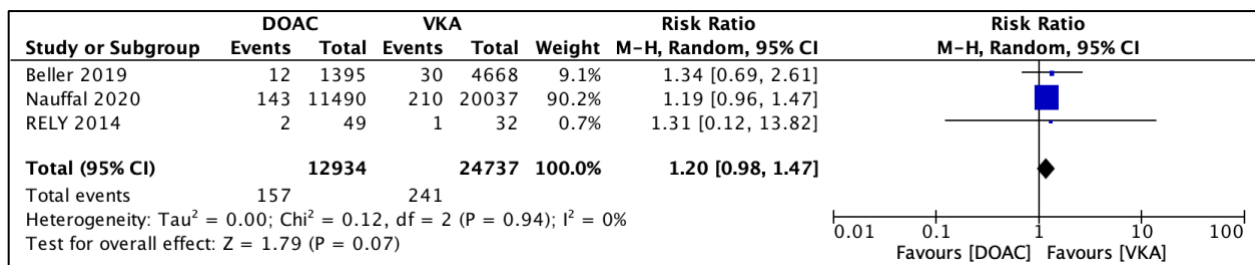 DOAC VKA Risk Ratio Risk Ratio
Study or Subgroup Events Total Events Total Weight M-H, Random, 95% CI M-H, Random, 95% CI
Beller 2019 12 1395 30 4668 9.1% 1.34 [0.69, 2.61]
Nauffal 2020 143 11490 210 20037 90.2% 1.19 [0.96, 1.47]
RELY 2014 2 49 1 32 0.7% 1.31 [0.12, 13.82]
Total (95% CI) 12934 24737 100.0% 1.20 [0.98, 1.47]
Total events 157 241
Heterogeneity: Tau² = 0.00; Chi² = 0.12, df = 2 (P = 0.94); I² = 0%
Test for overall effect: Z = 1.79 (P = 0.07)
0.01 0.1 1 10 100
Favours [DOAC] Favours [VKA]